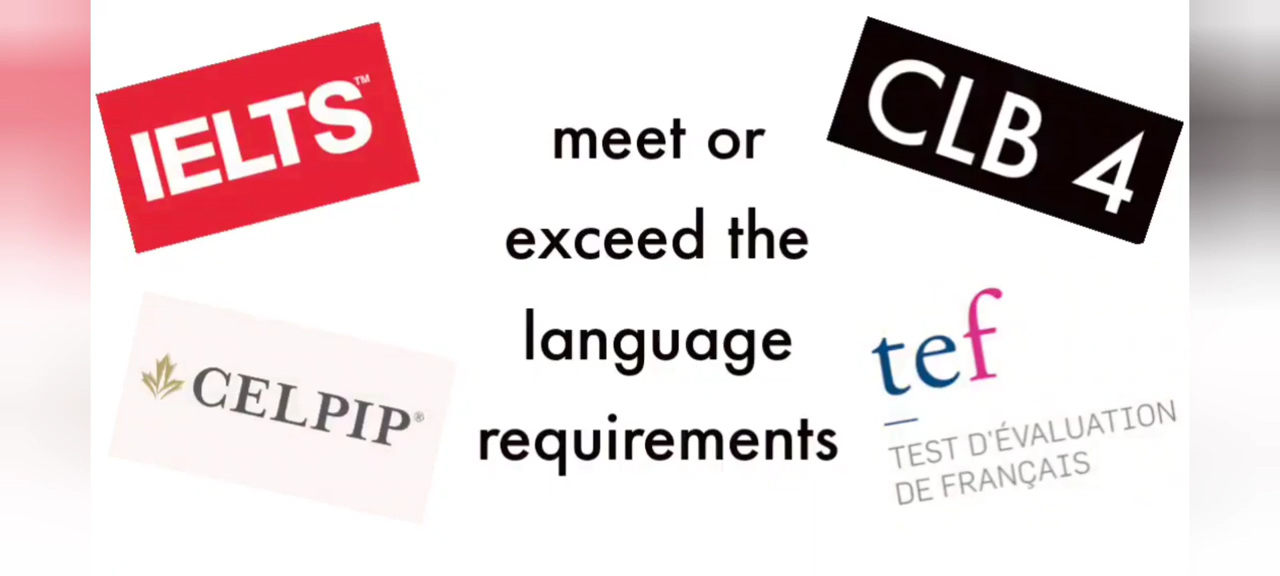 IELTS™
CLB 4
meet or
exceed the
language
requirements
CELPIP®
tef
TEST D'ÉVALUATION
DE FRANÇAIS